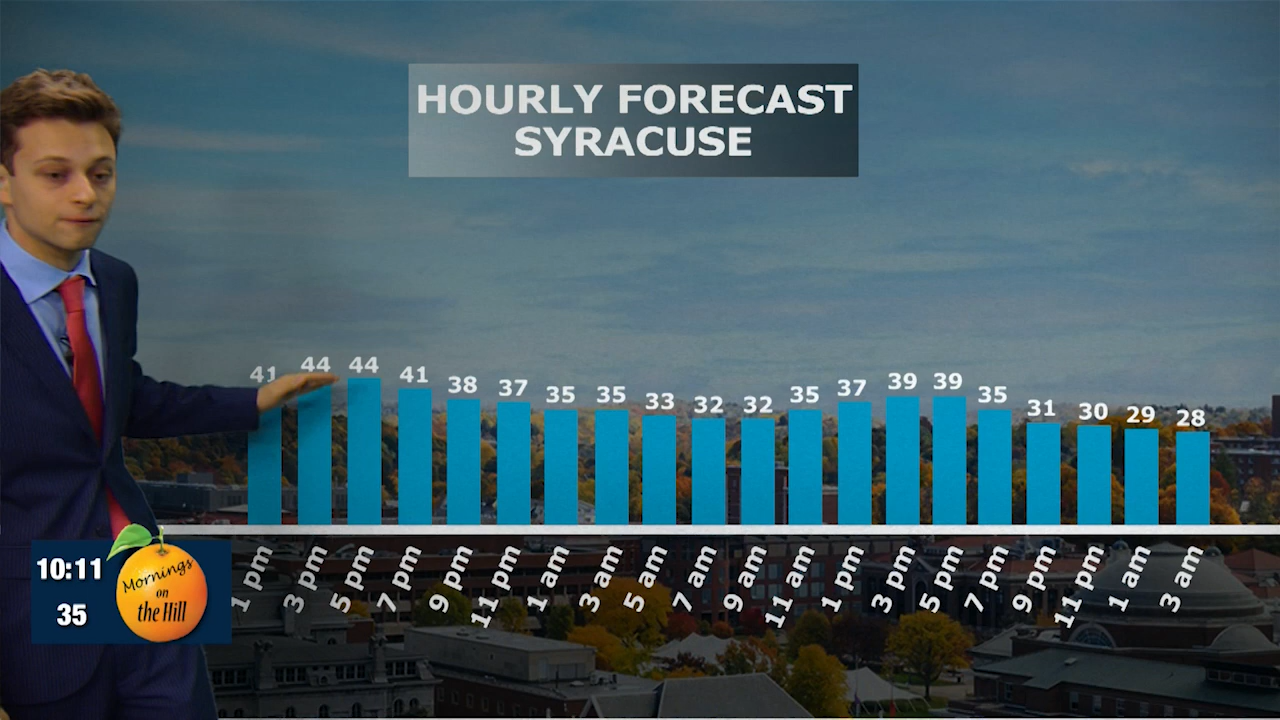 HOURLY FORECAST
SYRACUSE
41 44 44 41 38 37 35 35 33 32 32 35 37 39 39 35 31 30 29 28
1 pm 3 pm 5 pm 7 pm 9 pm 11 pm 1 am 3 am 5 am 7 am 9 am 11 am 1 pm 3 pm 5 pm 7 pm 9 pm 11 pm 1 am 3 am
10:11
35
Mornings
on
the Hill